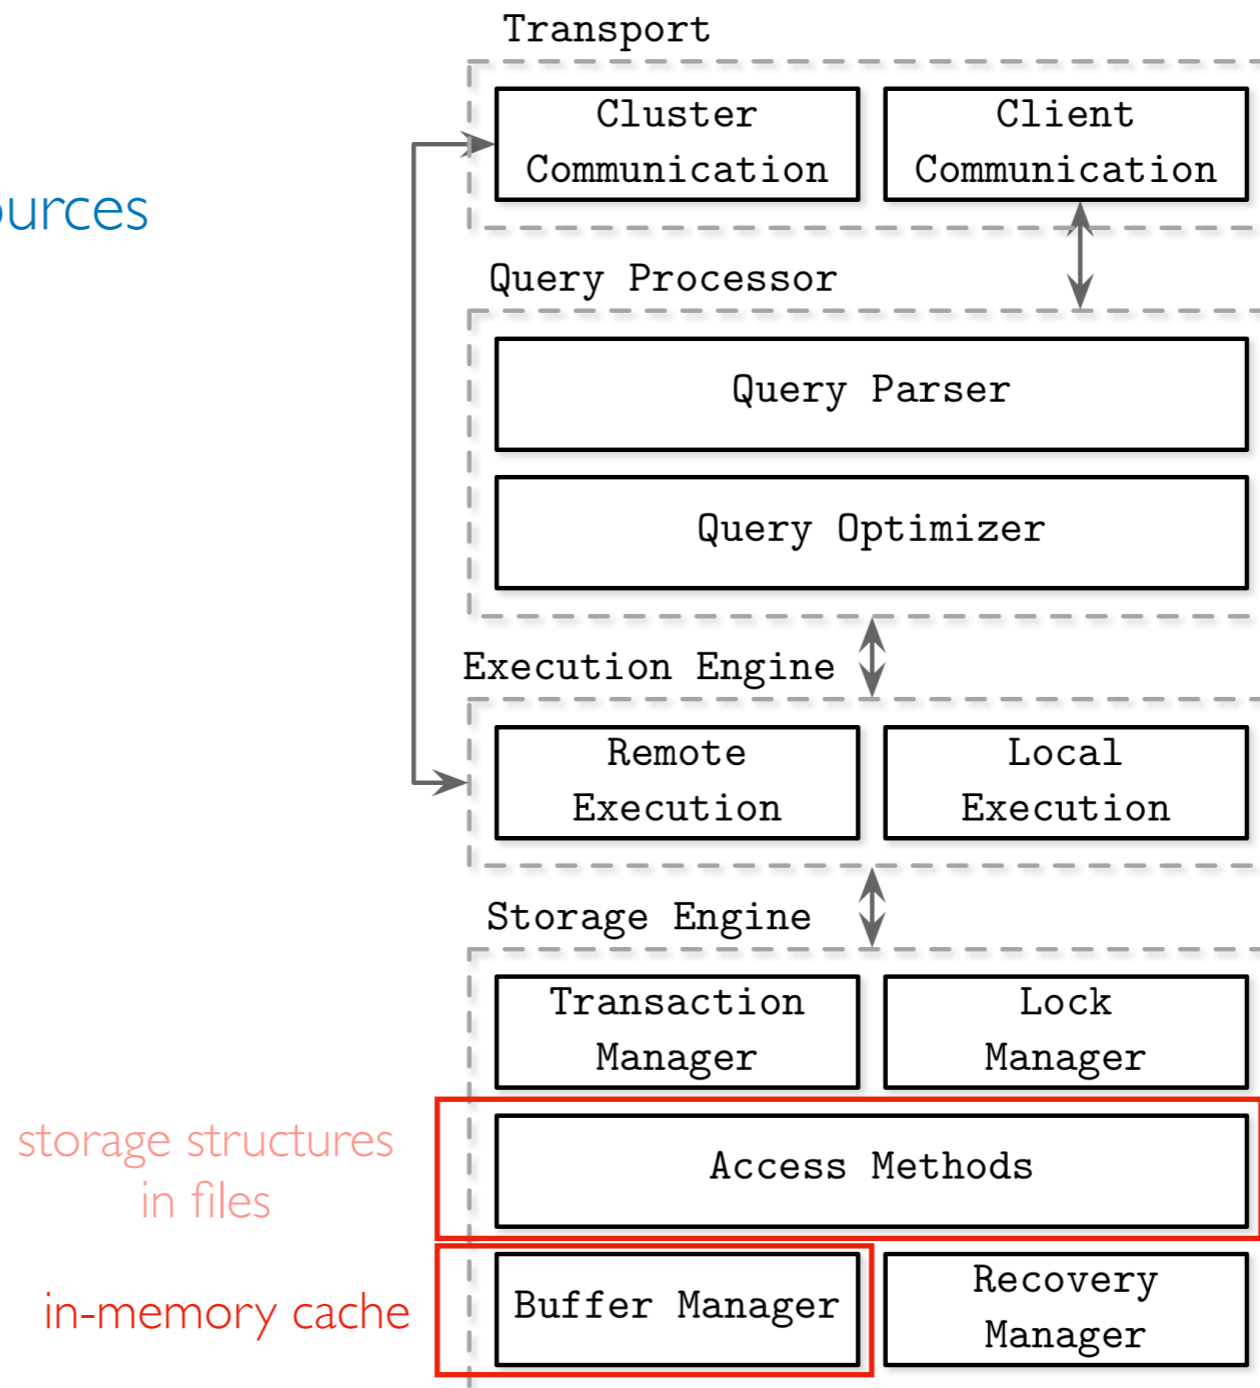 Transport
Cluster
Communication
Client
Communication
urces
Query Processor
Query Parser
Query Optimizer
Execution Engine
Remote
Execution
Local
Execution
Storage Engine
Transaction
Manager
Lock
Manager
storage structures
in files
Access Methods
in-memory cache
Buffer Manager
Recovery
Manager